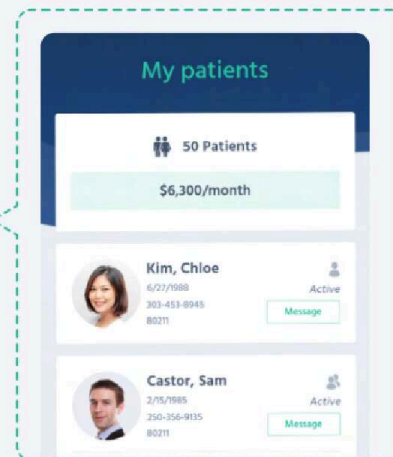 My patients
50 Patients
$6,300/month
Kim, Chloe
6/27/1988
303-453-8945
80211
Active
Message
Castor, Sam
2/15/1985
250-356-9135
80211
Active
Message